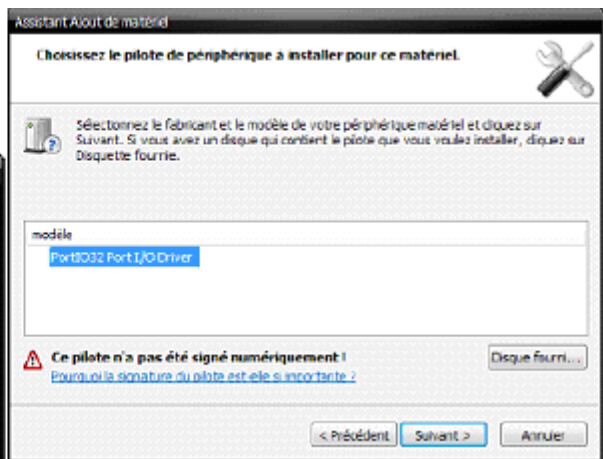 Assistant Ajout de matériel
Choisissez le pilote de périphérique à installer pour ce matériel.
Sélectionnez le fabricant et le modèle de votre périphérique matériel et cliquez sur
Suivant. Si vous avez un disque qui contient le pilote que vous voulez installer, cliquez sur
Disquette fournie.
modèle
PortIO32 Port I/O Driver
Ce pilote n'a pas été signé numériquement !
Disque fourni...
Pourquoi la signature du pilote est-elle si importante ?
< Précédent
Suivant >
Annuler